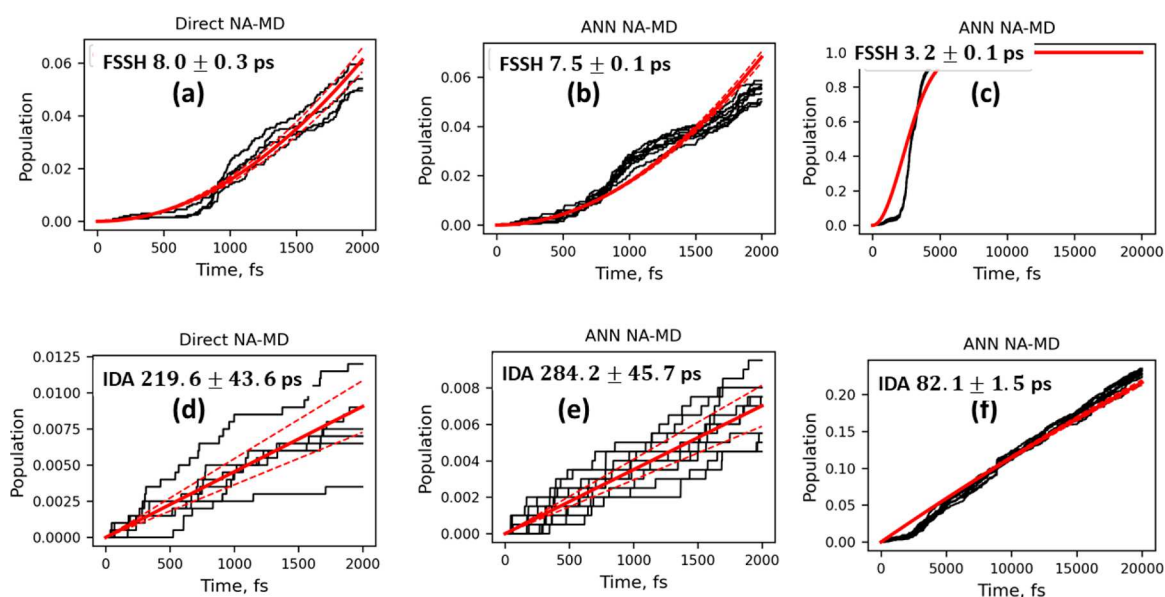 Direct NA-MD
FSSH 8.0 ± 0.3 ps
(a)
Population
0.06
0.04
0.02
0.00
0
500
1000
1500
2000
Time, fs
ANN NA-MD
FSSH 7.5 ± 0.1 ps
(b)
Population
0.06
0.04
0.02
0.00
0
500
1000
1500
2000
Time, fs
ANN NA-MD
FSSH 3.2 ± 0.1 ps
(c)
Population
1.0
0.8
0.6
0.4
0.2
0.0
0
5000
10000
15000
20000
Time, fs
Direct NA-MD
IDA 219.6 ± 43.6 ps
(d)
Population
0.0125
0.0100
0.0075
0.0050
0.0025
0.0000
0
500
1000
1500
2000
Time, fs
ANN NA-MD
IDA 284.2 ± 45.7 ps
(e)
Population
0.008
0.006
0.004
0.002
0.000
0
500
1000
1500
2000
Time, fs
ANN NA-MD
IDA 82.1 ± 1.5 ps
(f)
Population
0.20
0.15
0.10
0.05
0.00
0
5000
10000
15000
20000
Time, fs